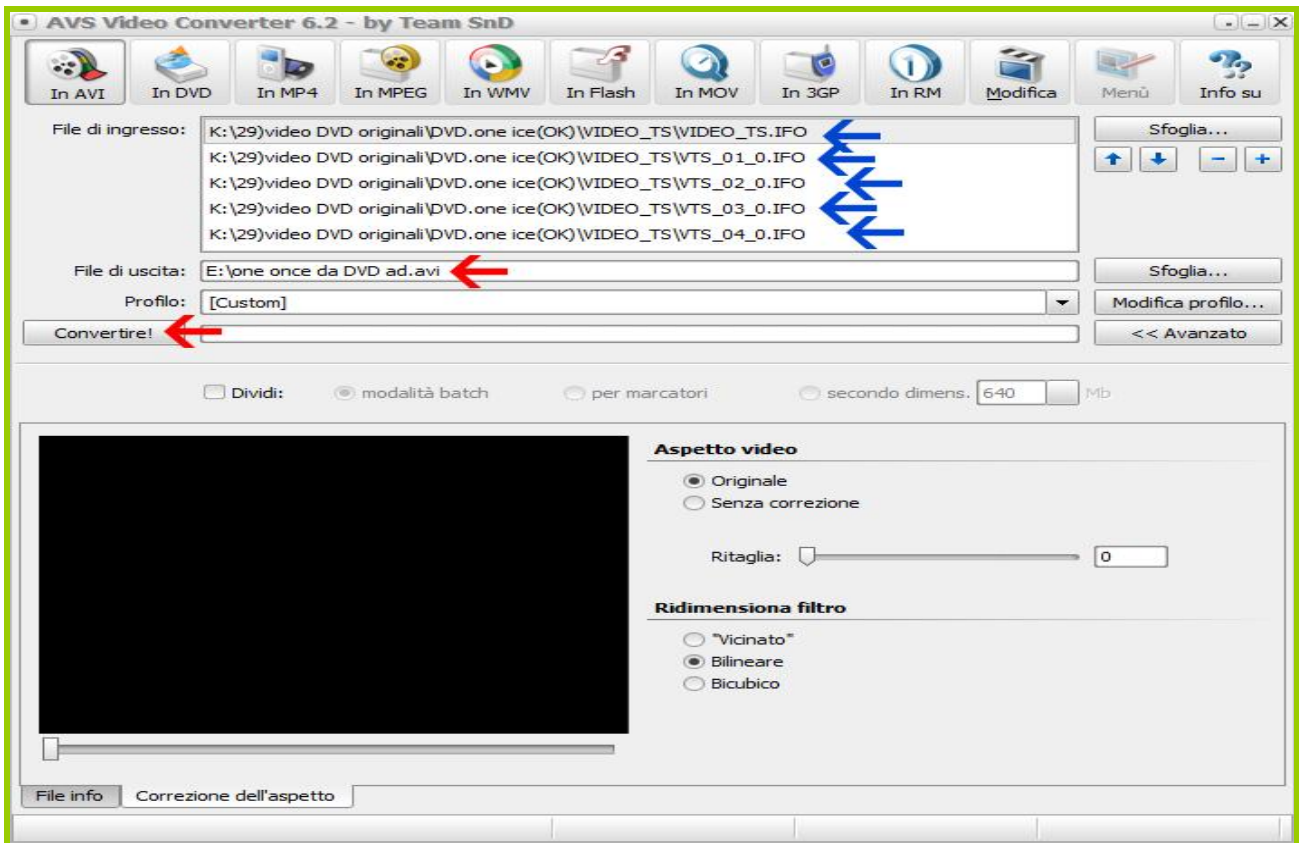 AVS Video Converter 6.2 - by Team SnD
In AVI In DVD In MP4 In MPEG In WMV In Flash In MOV In 3GP In RM Modifica Menù Info su
File di ingresso: K:\29)video DVD originali\DVD.one ice(OK)\VIDEO_TS\VIDEO_TS.IFO Sfoglia...
K:\29)video DVD originali\DVD.one ice(OK)\VIDEO_TS\VTS_01_0.IFO
K:\29)video DVD originali\DVD.one ice(OK)\VIDEO_TS\VTS_02_0.IFO
K:\29)video DVD originali\DVD.one ice(OK)\VIDEO_TS\VTS_03_0.IFO
K:\29)video DVD originali\DVD.one ice(OK)\VIDEO_TS\VTS_04_0.IFO
File di uscita: E:\one once da DVD ad.avi Sfoglia...
Profilo: [Custom] Modifica profilo...
Convertire! << Avanzato
Dividi: modalità batch per marcatori secondo dimens. 640 Mb
Aspetto video
Originale
Senza correzione
Ritaglia: 0
Ridimensiona filtro
"Vicinato"
Bilineare
Bicubico
File info Correzione dell'aspetto